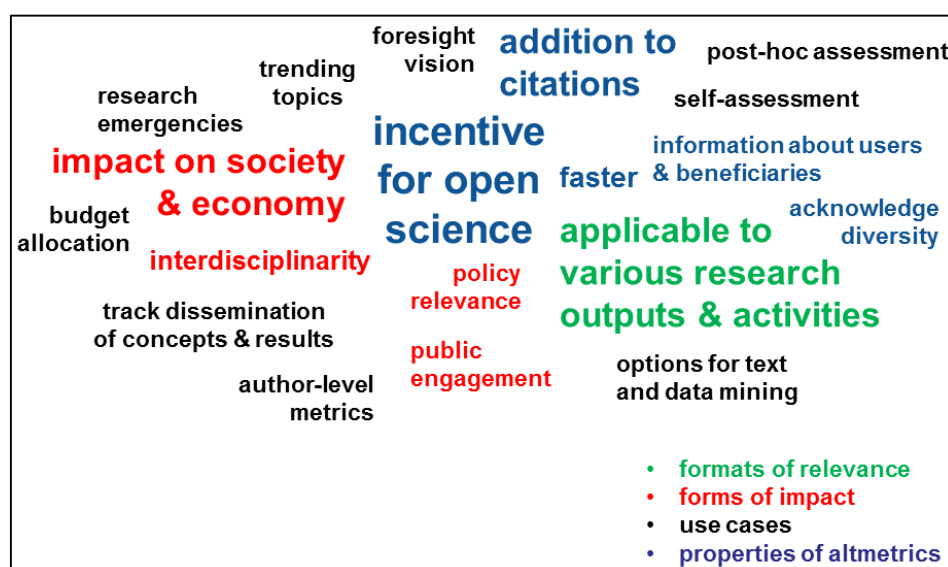 foresight
vision
addition to
citations
post-hoc assessment
trending
topics
research
emergencies
self-assessment
incentive
for open
science
impact on society
& economy
information about users
& beneficiaries
faster
budget
allocation
acknowledge
diversity
applicable to
various research
outputs & activities
interdisciplinarity
policy
relevance
track dissemination
of concepts & results
public
engagement
options for text
and data mining
author-level
metrics
• formats of relevance
• forms of impact
• use cases
• properties of altmetrics